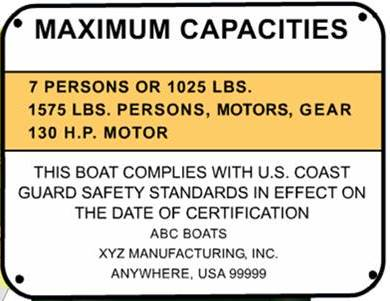 MAXIMUM CAPACITIES
7 PERSONS OR 1025 LBS.
1575 LBS. PERSONS, MOTORS, GEAR
130 H.P. MOTOR
THIS BOAT COMPLIES WITH U.S. COAST
GUARD SAFETY STANDARDS IN EFFECT ON
THE DATE OF CERTIFICATION
ABC BOATS
XYZ MANUFACTURING, INC.
ANYWHERE, USA 99999